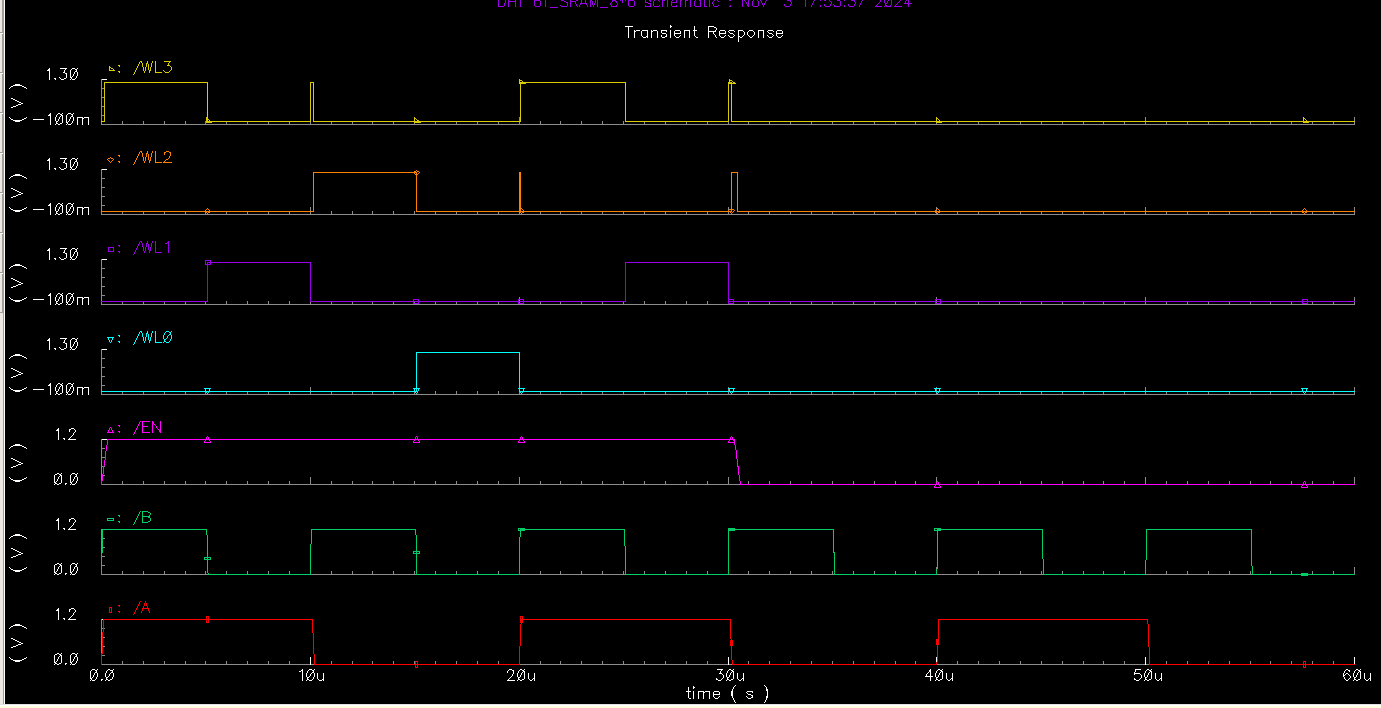 Transient Response
/WL3
1.30
-100m
(V)
/WL2
1.30
-100m
(V)
/WL1
1.30
-100m
(V)
/WL0
1.30
-100m
(V)
/EN
1.2
0.0
(V)
/B
1.2
0.0
(V)
/A
1.2
0.0
(V)
0.0 10u 20u 30u 40u 50u 60u
time ( s )